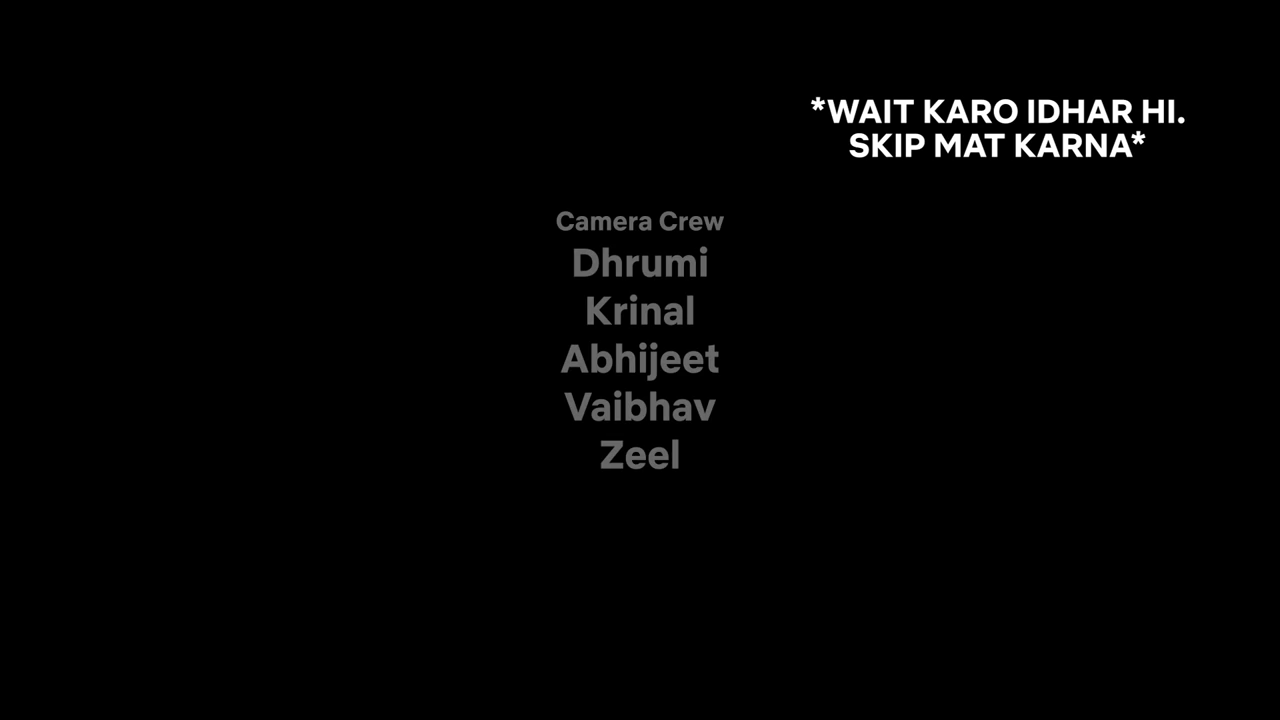 *WAIT KARO IDHAR HI.
SKIP MAT KARNA*
Camera Crew
Dhrumi
Krinal
Abhijeet
Vaibhav
Zeel